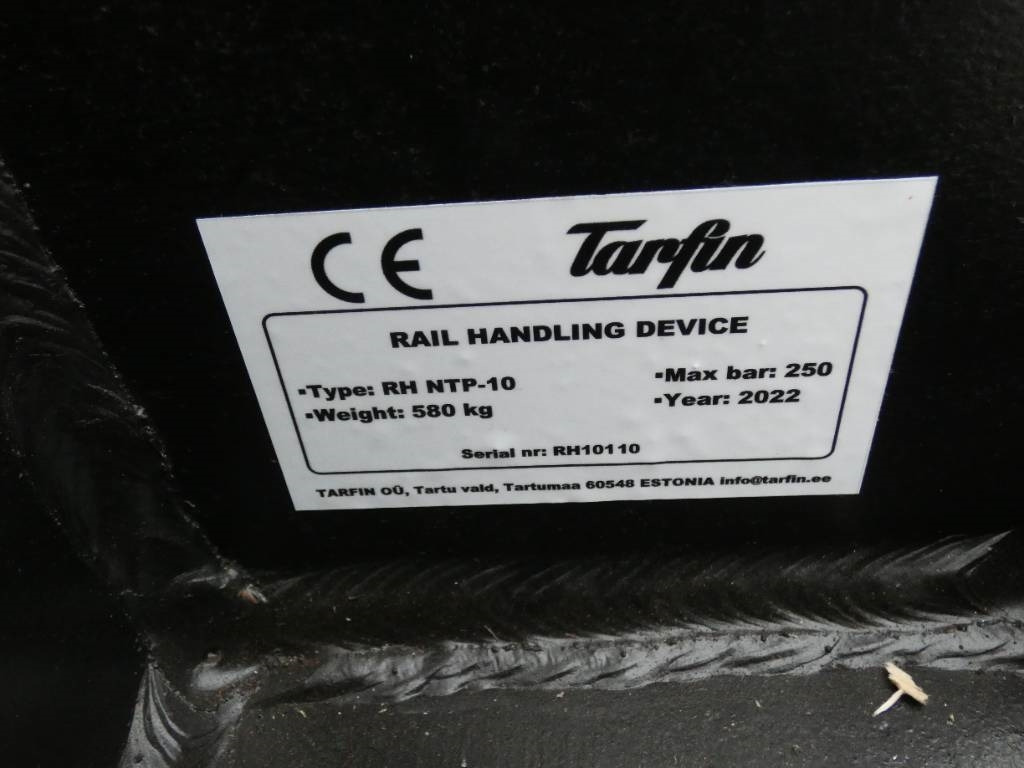 CE Tarfin
RAIL HANDLING DEVICE
▪Type: RH NTP-10 ▪Max bar: 250
▪Weight: 580 kg ▪Year: 2022
Serial nr: RH10110
TARFIN OÜ, Tartu vald, Tartumaa 60548 ESTONIA info@tarfin.ee